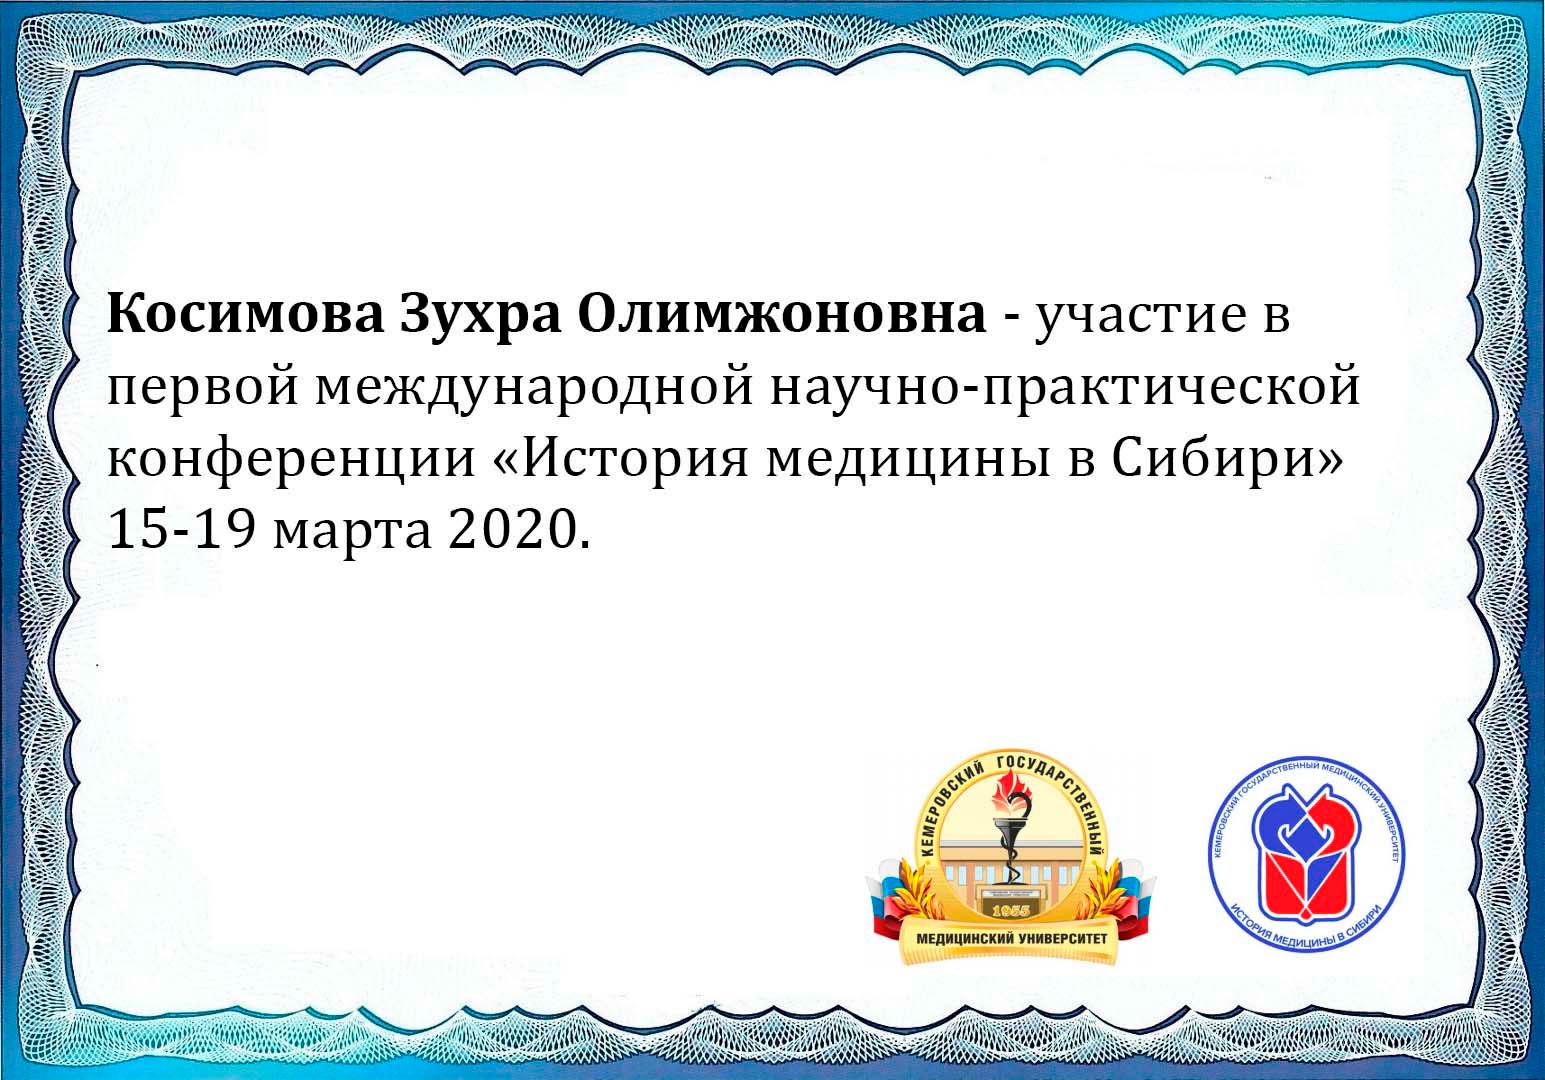 Косимова Зухра Олимжоновна - участие в
первой международной научно-практической
конференции «История медицины в Сибири»
15-19 марта 2020.
КЕМЕРОВСКИЙ ГОСУДАРСТВЕННЫЙ
1955
МЕДИЦИНСКИЙ УНИВЕРСИТЕТ
КЕМЕРОВСКИЙ ГОСУДАРСТВЕННЫЙ МЕДИЦИНСКИЙ УНИВЕРСИТЕТ
ИСТОРИЯ МЕДИЦИНЫ В СИБИРИ